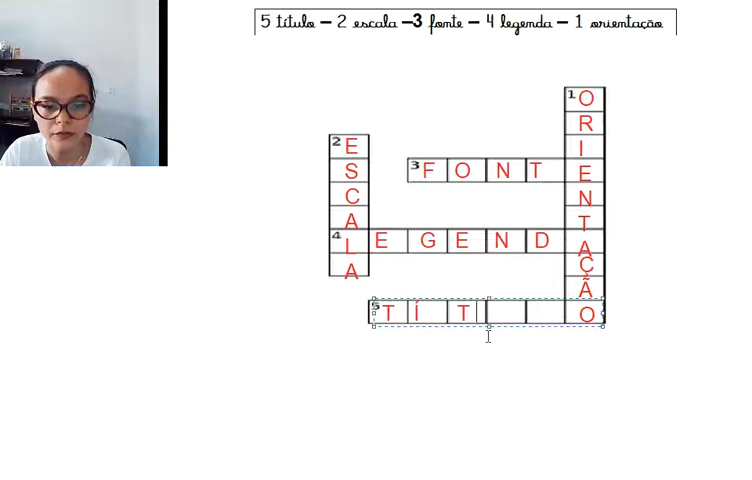 5 título – 2 escala –3 fonte – 4 legenda – 1 orientação
1 O
R
2 E I
S 3 F O N T E
C N
A T
4 L E G E N D A
A Ç
Ã
5 T Í T O